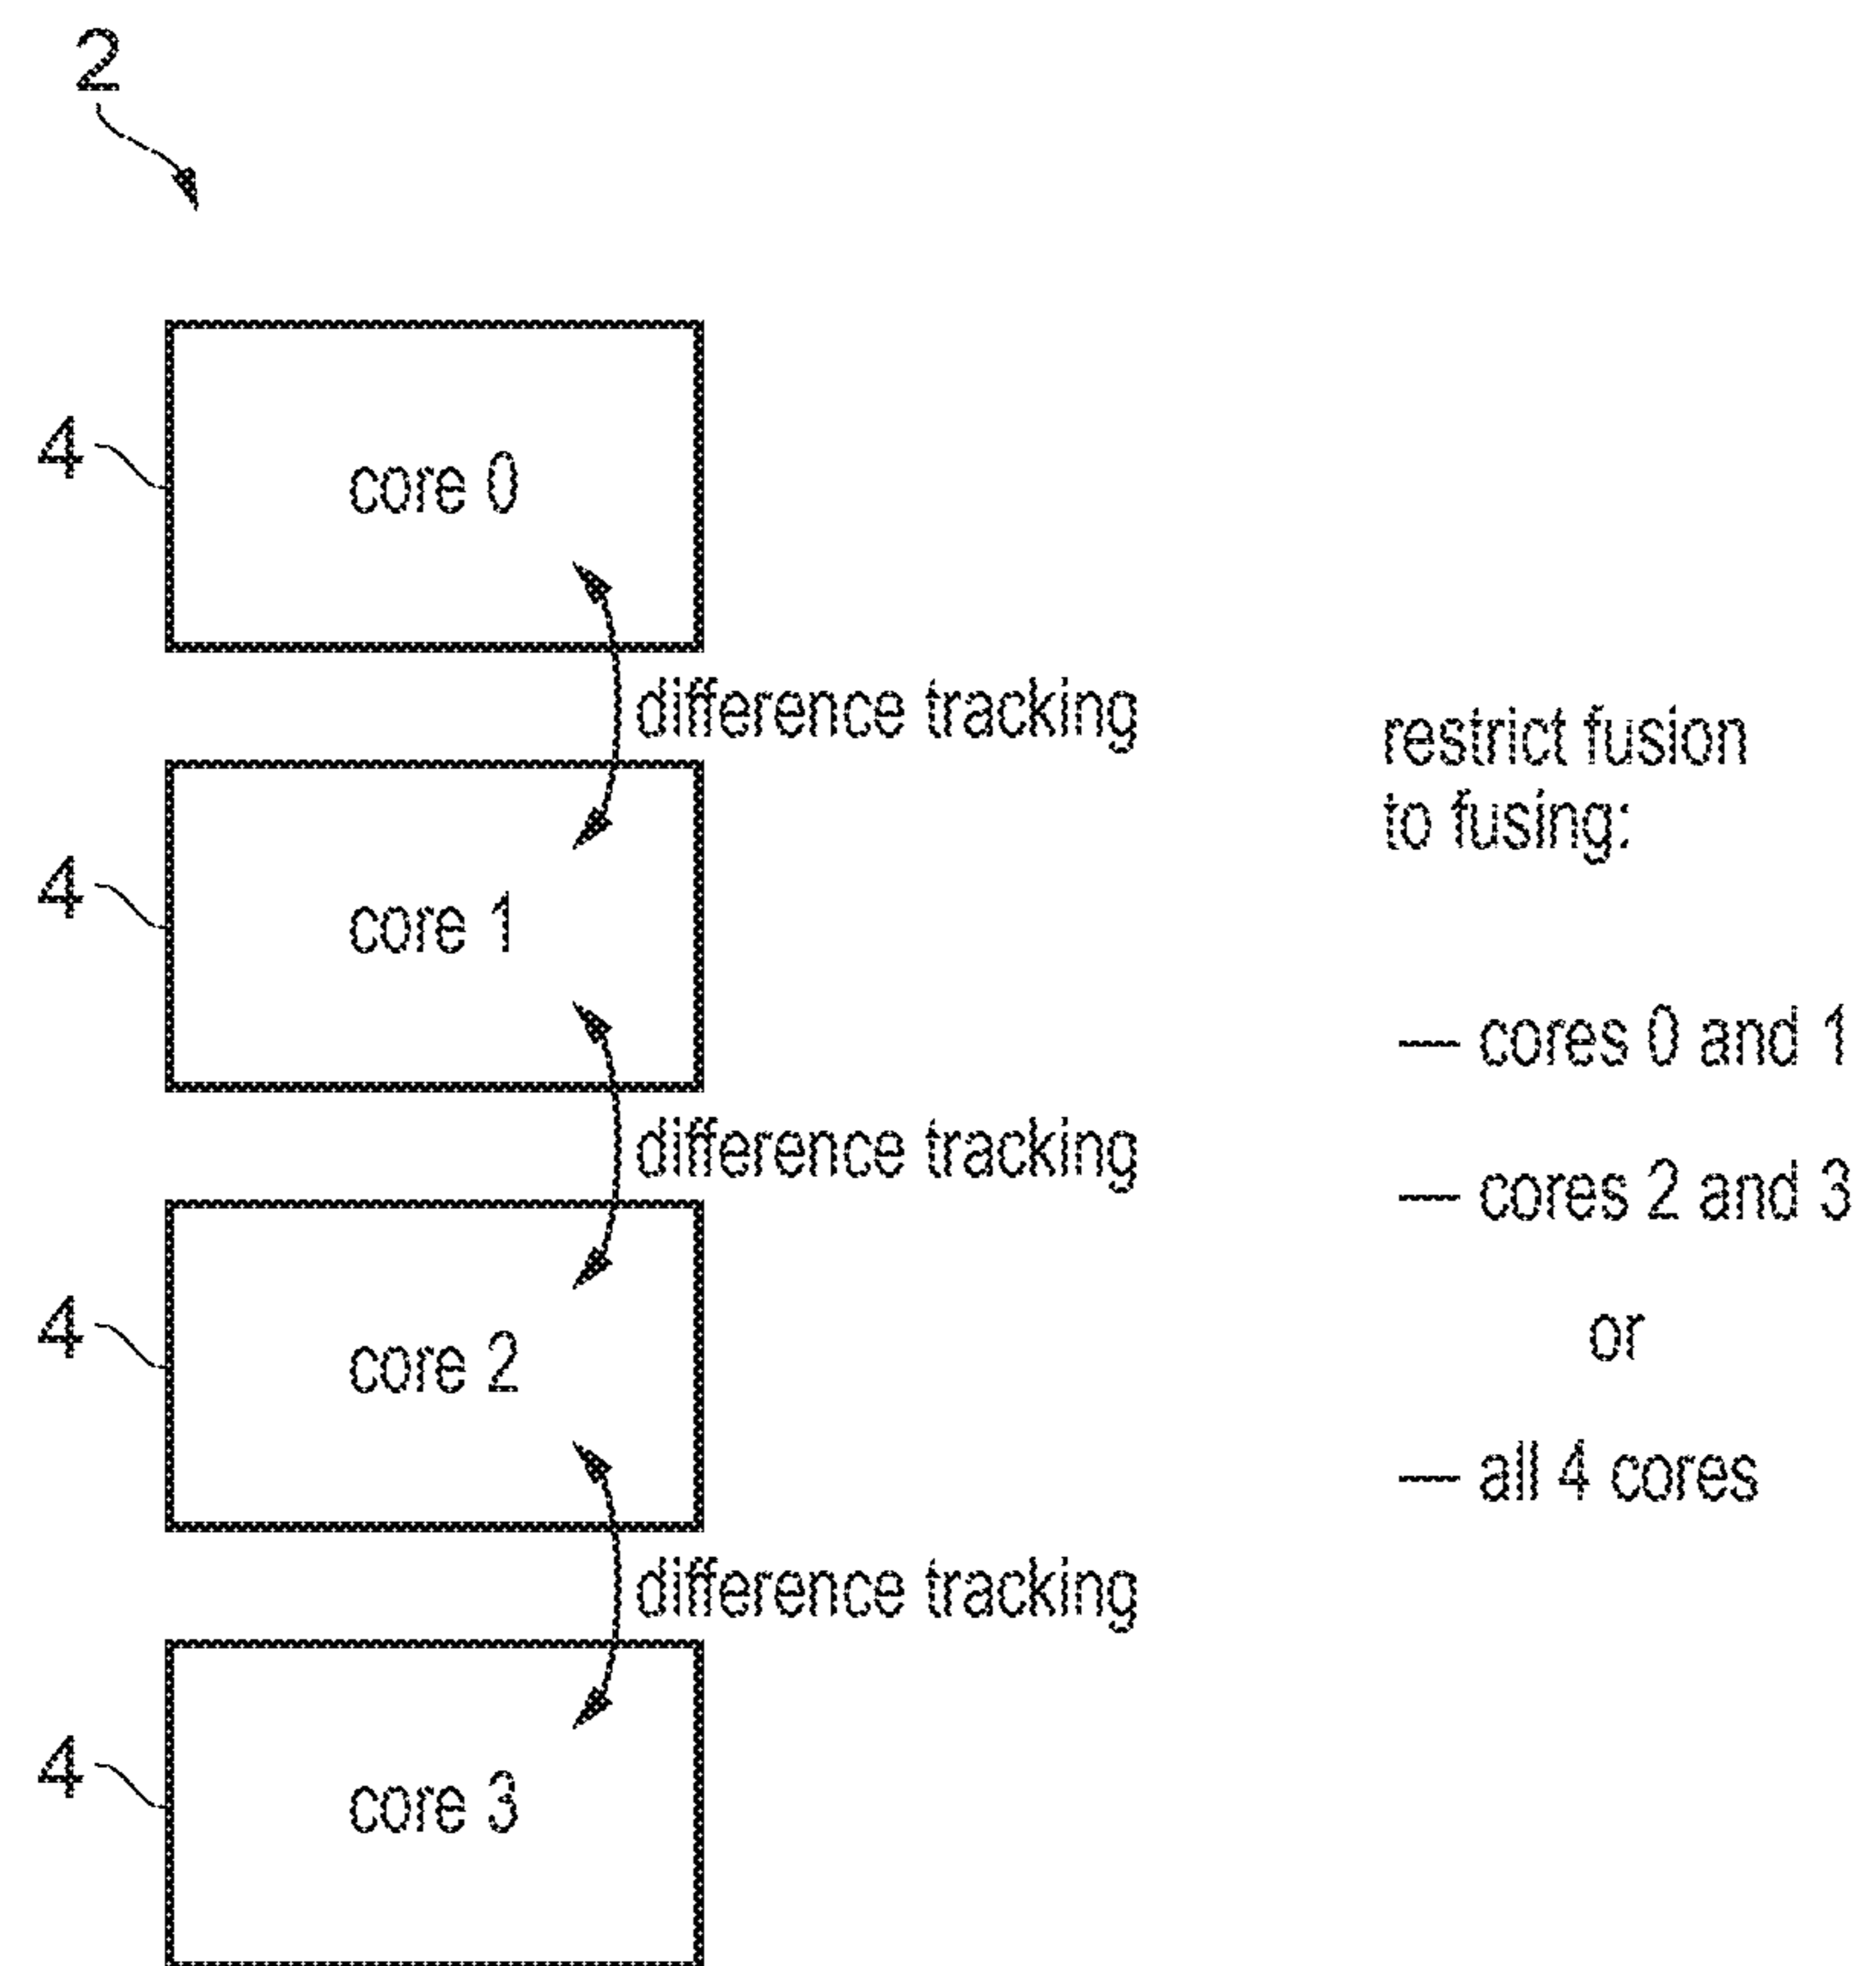 2
4
core 0
difference tracking
4
core 1
difference tracking
4
core 2
difference tracking
4
core 3
restrict fusion
to fusing:
— cores 0 and 1
— cores 2 and 3
or
— all 4 cores